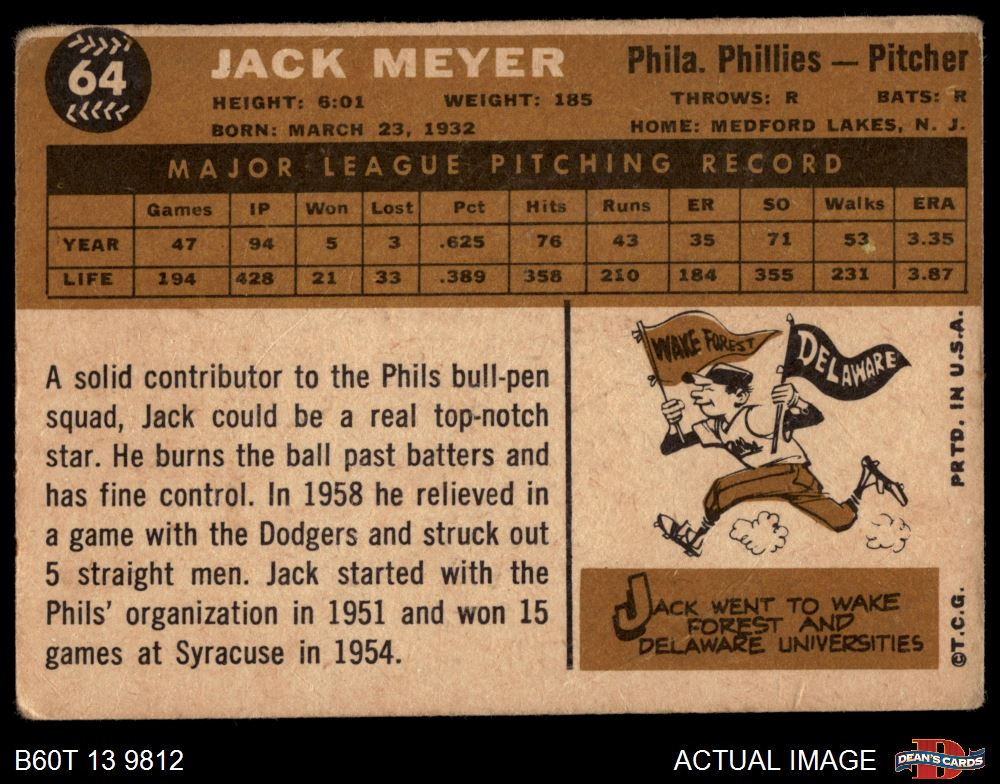 64
JACK MEYER
Phila. Phillies — Pitcher
HEIGHT: 6:01 WEIGHT: 185 THROWS: R BATS: R
BORN: MARCH 23, 1932 HOME: MEDFORD LAKES, N. J.
MAJOR LEAGUE PITCHING RECORD
Games IP Won Lost Pct Hits Runs ER SO Walks ERA
YEAR 47 94 5 3 .625 76 43 35 71 53 3.35
LIFE 194 428 21 33 .389 358 210 184 355 231 3.87
A solid contributor to the Phils bull-pen
squad, Jack could be a real top-notch
star. He burns the ball past batters and
has fine control. In 1958 he relieved in
a game with the Dodgers and struck out
5 straight men. Jack started with the
Phils' organization in 1951 and won 15
games at Syracuse in 1954.
WAKE FOREST
DELAWARE
JACK WENT TO WAKE
FOREST AND
DELAWARE UNIVERSITIES
PRTD. IN U.S.A.
©T.C.G.
B60T 13 9812
ACTUAL IMAGE
DEAN'S CARDS